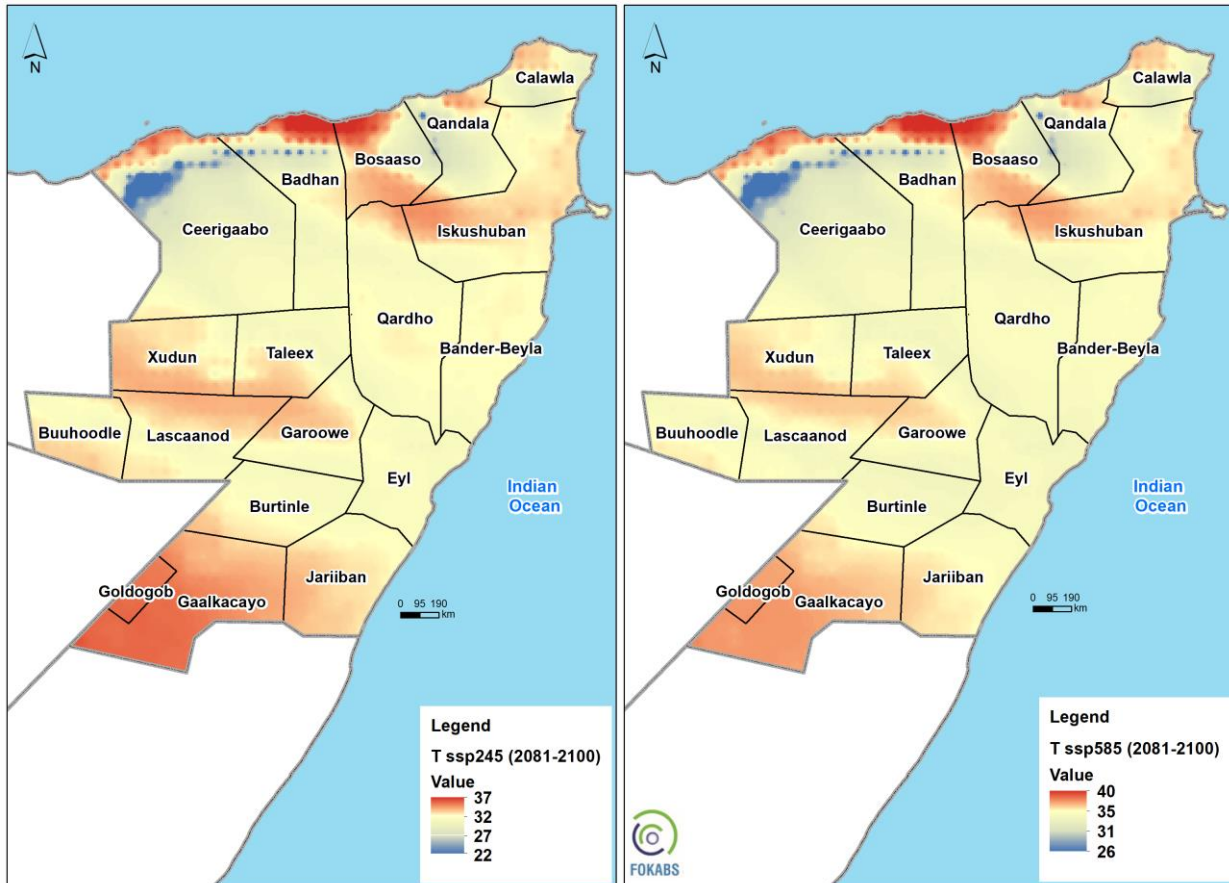 N
Calawla
Qandala
Bosaaso
Badhan
Ceerigaabo
Iskushuban
Qardho
Bander-Beyla
Xudun
Taleex
Buuhoodle
Lascaanod
Garoowe
Eyl
Indian
Ocean
Burtinle
Jariiban
Goldogob
Gaalkacayo
0 95 190
km
Legend
T ssp245 (2081-2100)
Value
37
32
27
22
N
Calawla
Qandala
Bosaaso
Badhan
Ceerigaabo
Iskushuban
Qardho
Bander-Beyla
Xudun
Taleex
Buuhoodle
Lascaanod
Garoowe
Eyl
Indian
Ocean
Burtinle
Jariiban
Goldogob
Gaalkacayo
0 95 190
km
Legend
T ssp585 (2081-2100)
Value
40
35
31
26
FOKABS